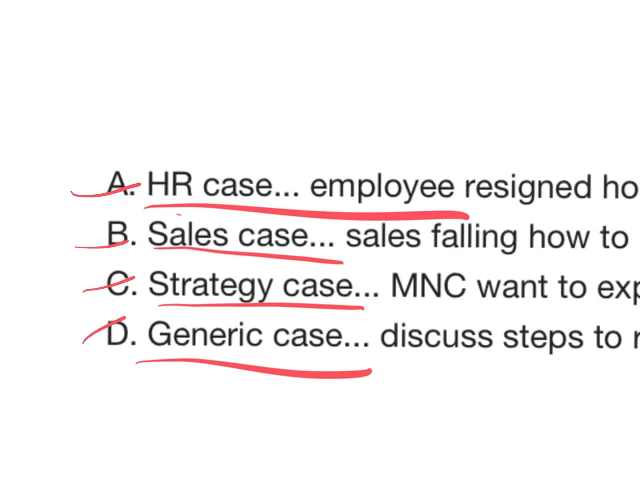 A. HR case... employee resigned ho
B. Sales case... sales falling how to
C. Strategy case... MNC want to exp
D. Generic case... discuss steps to r